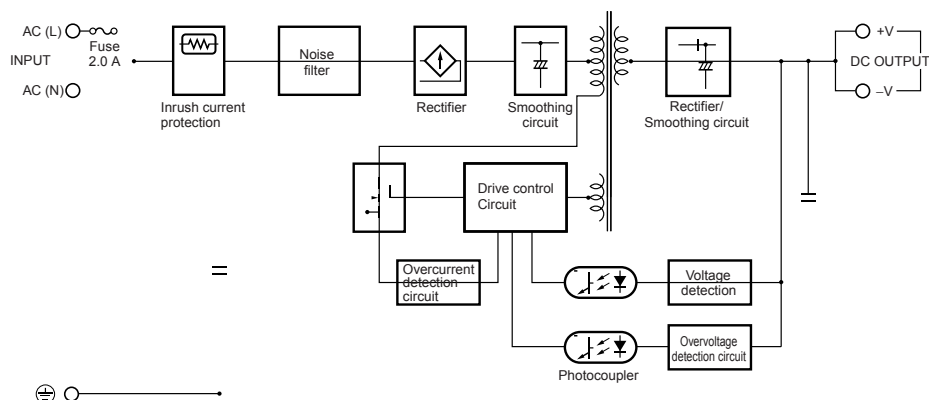 AC (L)
Fuse
2.0 A
INPUT
AC (N)
Inrush current
protection
Noise
filter
Rectifier
Smoothing
circuit
Rectifier/
Smoothing circuit
+V
DC OUTPUT
–V
Drive control
Circuit
Overcurrent
detection
circuit
Voltage
detection
Overvoltage
detection circuit
Photocoupler